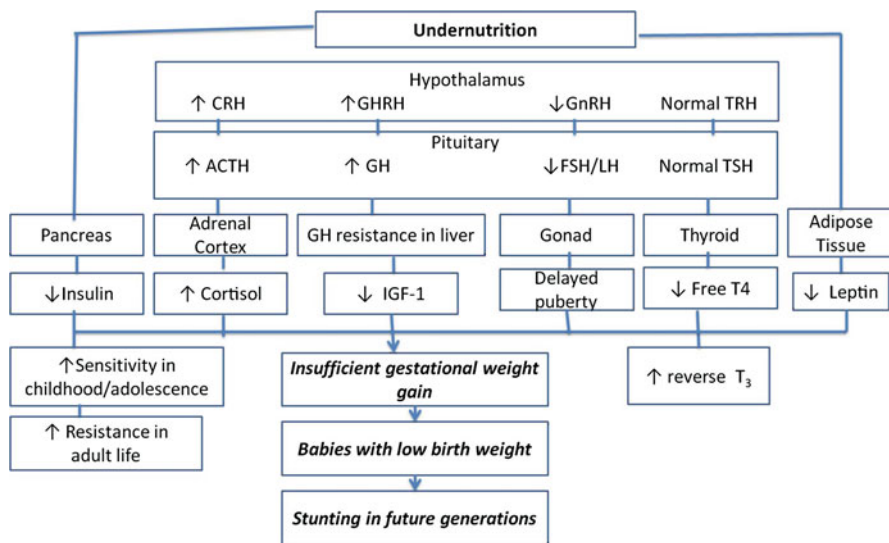 Undernutrition
Hypothalamus
↑ CRH ↑GHRH ↓GnRH Normal TRH
Pituitary
↑ ACTH ↑ GH ↓FSH/LH Normal TSH
Pancreas
Adrenal
Cortex
GH resistance in liver
Gonad
Thyroid
Adipose
Tissue
↓Insulin
↑ Cortisol
↓ IGF-1
Delayed
puberty
↓ Free T4
↓ Leptin
↑Sensitivity in
childhood/adolescence
Insufficient gestational weight
gain
↑ reverse T₃
↑ Resistance in
adult life
Babies with low birth weight
Stunting in future generations